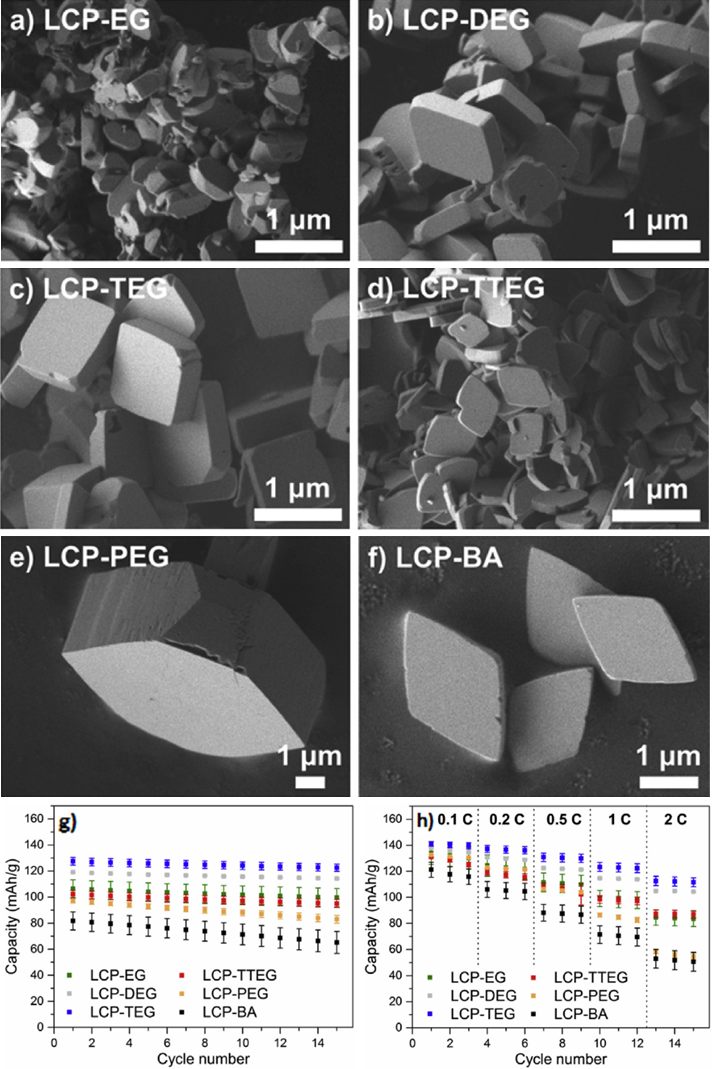 a) LCP-EG
1 µm
b) LCP-DEG
1 µm
c) LCP-TEG
1 µm
d) LCP-TTEG
1 µm
e) LCP-PEG
1 µm
f) LCP-BA
1 µm
g)
160
140
120
100
80
60
40
20
0
Capacity (mAh/g)
LCP-EG
LCP-DEG
LCP-TEG
LCP-TTEG
LCP-PEG
LCP-BA
0 2 4 6 8 10 12 14
Cycle number
h)
0.1 C 0.2 C 0.5 C 1 C 2 C
160
140
120
100
80
60
40
20
0
Capacity (mAh/g)
LCP-EG
LCP-DEG
LCP-TEG
LCP-TTEG
LCP-PEG
LCP-BA
0 2 4 6 8 10 12 14
Cycle number